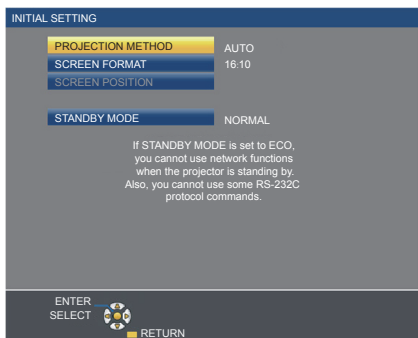 INITIAL SETTING
PROJECTION METHOD AUTO
SCREEN FORMAT 16:10
SCREEN POSITION
STANDBY MODE NORMAL
If STANDBY MODE is set to ECO,
you cannot use network functions
when the projector is standing by.
Also, you cannot use some RS-232C
protocol commands.
ENTER
SELECT
RETURN